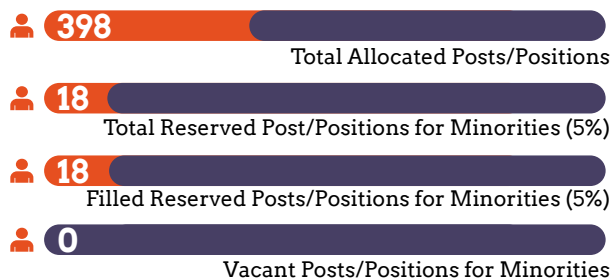 398
Total Allocated Posts/Positions
18
Total Reserved Post/Positions for Minorities (5%)
18
Filled Reserved Posts/Positions for Minorities (5%)
0
Vacant Posts/Positions for Minorities